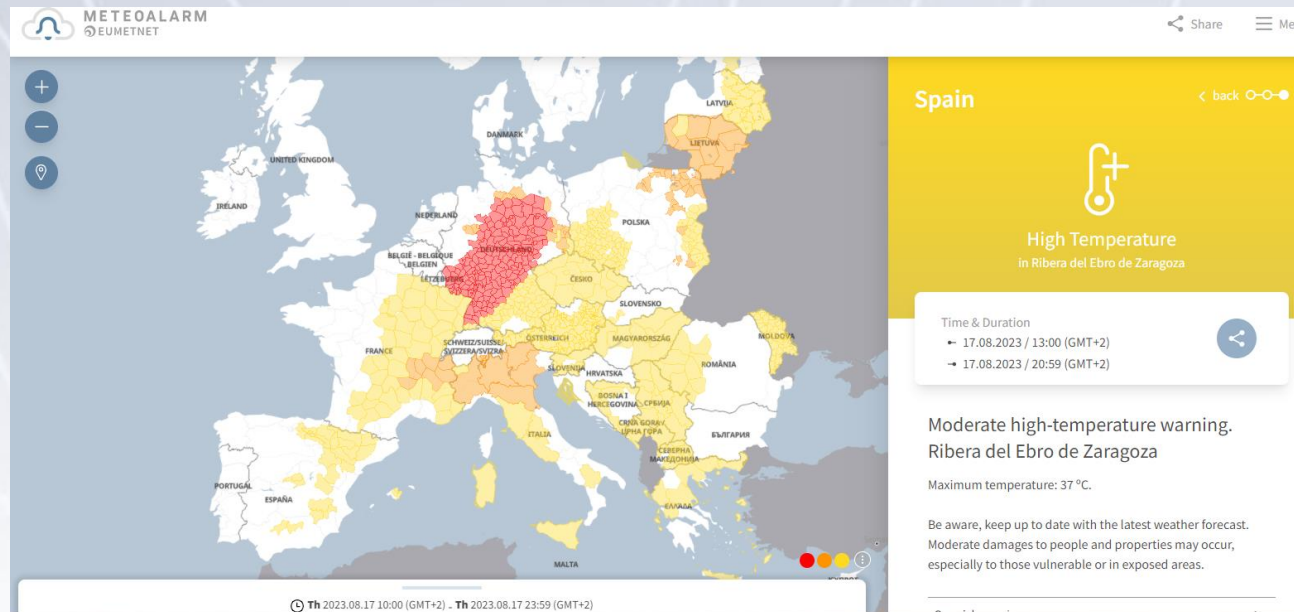 METEOALARM
EUMETNET
Share
Me
LATVIJA
DANMARK
LIETUVA
UNITED KINGDOM
IRELAND
NEDERLAND
POLSKA
DEUTSCHLAND
BELGIË - BELGIQUE
BELGIEN
LËTZEBUERG
ČESKO
SLOVENSKO
FRANCE
SCHWEIZ/SUISSE/
SVIZZERA/SVIZRA
ÖSTERREICH
MAGYARORSZÁG
MOLDOVA
SLOVENIJA
HRVATSKA
ROMÂNIA
BOSNA I
HERCEGOVINA
СРБИЈА
CRNA GORA /
ЦРНА ГОРА
ITALIA
БЪЛГАРИЯ
СЕВЕРНА
МАКЕДОНИЈА
PORTUGAL
ESPAÑA
ΕΛΛΑΔΑ
MALTA
Th 2023.08.17 10:00 (GMT+2) - Th 2023.08.17 23:59 (GMT+2)
Spain
back
High Temperature
in Ribera del Ebro de Zaragoza
Time & Duration
17.08.2023 / 13:00 (GMT+2)
17.08.2023 / 20:59 (GMT+2)
Moderate high-temperature warning.
Ribera del Ebro de Zaragoza
Maximum temperature: 37 ºC.
Be aware, keep up to date with the latest weather forecast.
Moderate damages to people and properties may occur,
especially to those vulnerable or in exposed areas.